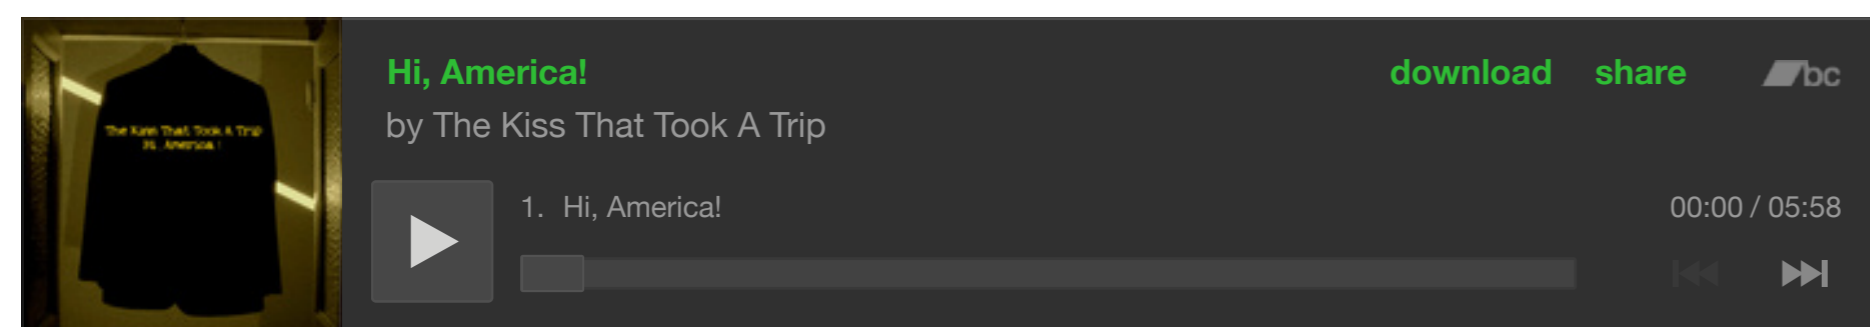 The Kiss That Took A Trip
Hi, America!
Hi, America!
download share bc
by The Kiss That Took A Trip
1. Hi, America!
00:00 / 05:58